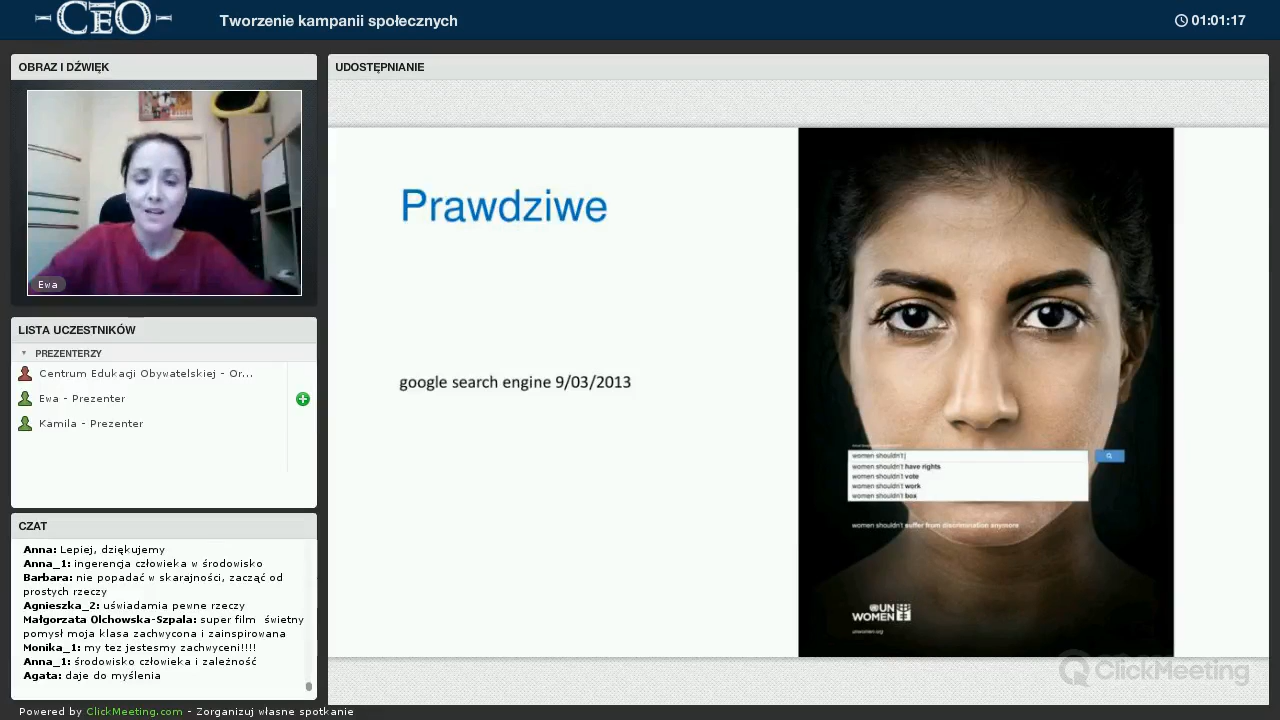 CEO
Tworzenie kampanii społecznych
01:01:17
OBRAZ I DŹWIĘK
Ewa
LISTA UCZESTNIKÓW
PREZENTERZY
Centrum Edukacji Obywatelskiej - Or...
Ewa - Prezenter
Kamila - Prezenter
CZAT
Anna: Lepiej, dziękujemy
Anna_1: ingerencja człowieka w środowisko
Barbara: nie popadać w skarajności, zacząć od
prostych rzeczy
Agnieszka_2: uświadamia pewne rzeczy
Małgorzata Olchowska-Vzpala: super film świetny
pomysł moja klasa zachwycona i zainspirowana
Monika_1: my tez jestesmy zachwyceni!!!!
Anna_1: środowisko człowieka i zależność
Agata: daje do myślenia
UDOSTĘPNIANIE
Prawdziwe
google search engine 9/03/2013
women shouldn't
women shouldn't have rights
women shouldn't vote
women shouldn't work
women shouldn't box
women shouldn't suffer from discrimination anymore
UN
WOMEN
unwomen.org
ClickMeeting
Powered by ClickMeeting.com - Zorganizuj własne spotkanie